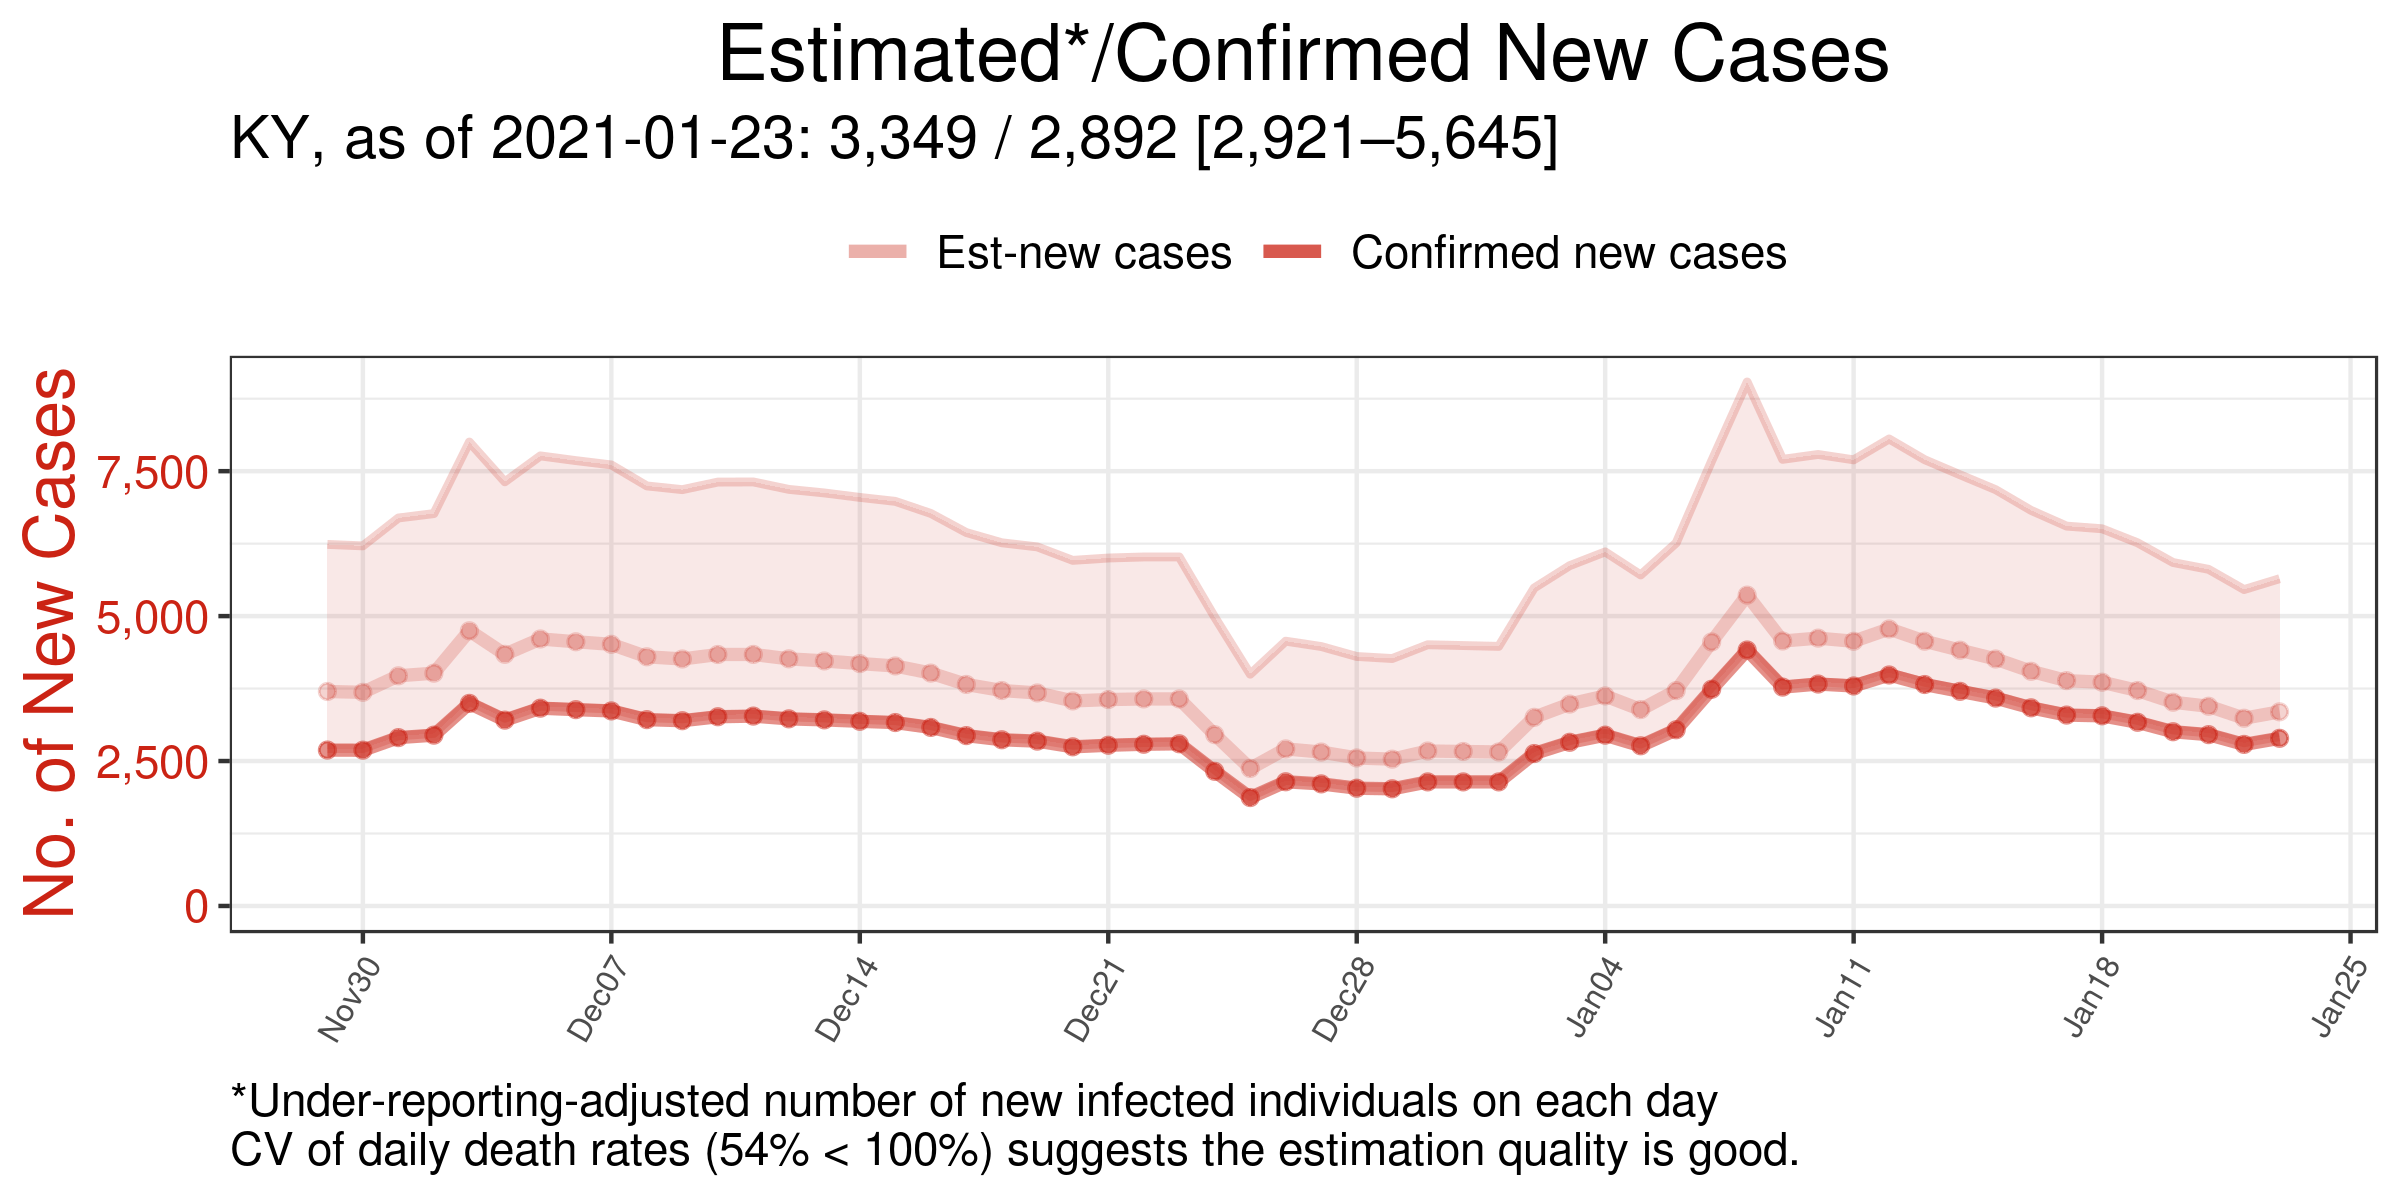 Estimated*/Confirmed New Cases
KY, as of 2021-01-23: 3,349 / 2,892 [2,921–5,645]
Est-new cases
Confirmed new cases
No. of New Cases
7,500
5,000
2,500
0
Nov30
Dec07
Dec14
Dec21
Dec28
Jan04
Jan11
Jan18
Jan25
*Under-reporting-adjusted number of new infected individuals on each day
CV of daily death rates (54% < 100%) suggests the estimation quality is good.